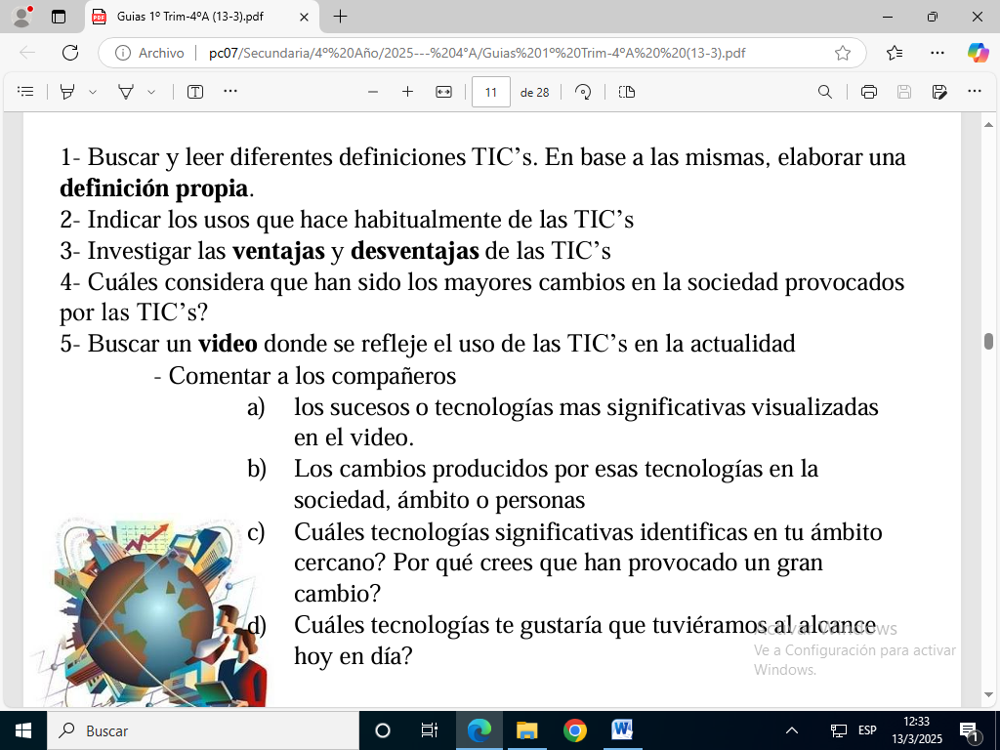 Guias 1º Trim-4ºA (13-3).pdf
Archivo
pc07/Secundaria/4º%20Año/2025---%204°A/Guias%201º%20Trim-4ºA%20%20(13-3).pdf
11
de 28
1- Buscar y leer diferentes definiciones TIC’s. En base a las mismas, elaborar una
definición propia.
2- Indicar los usos que hace habitualmente de las TIC’s
3- Investigar las ventajas y desventajas de las TIC’s
4- Cuáles considera que han sido los mayores cambios en la sociedad provocados
por las TIC’s?
5- Buscar un video donde se refleje el uso de las TIC’s en la actualidad
- Comentar a los compañeros
a) los sucesos o tecnologías mas significativas visualizadas
en el video.
b) Los cambios producidos por esas tecnologías en la
sociedad, ámbito o personas
c) Cuáles tecnologías significativas identificas en tu ámbito
cercano? Por qué crees que han provocado un gran
cambio?
d) Cuáles tecnologías te gustaría que tuviéramos al alcance
hoy en día?
Activar Windows
Ve a Configuración para activar
Windows.
Buscar
ESP
12:33
13/3/2025
1